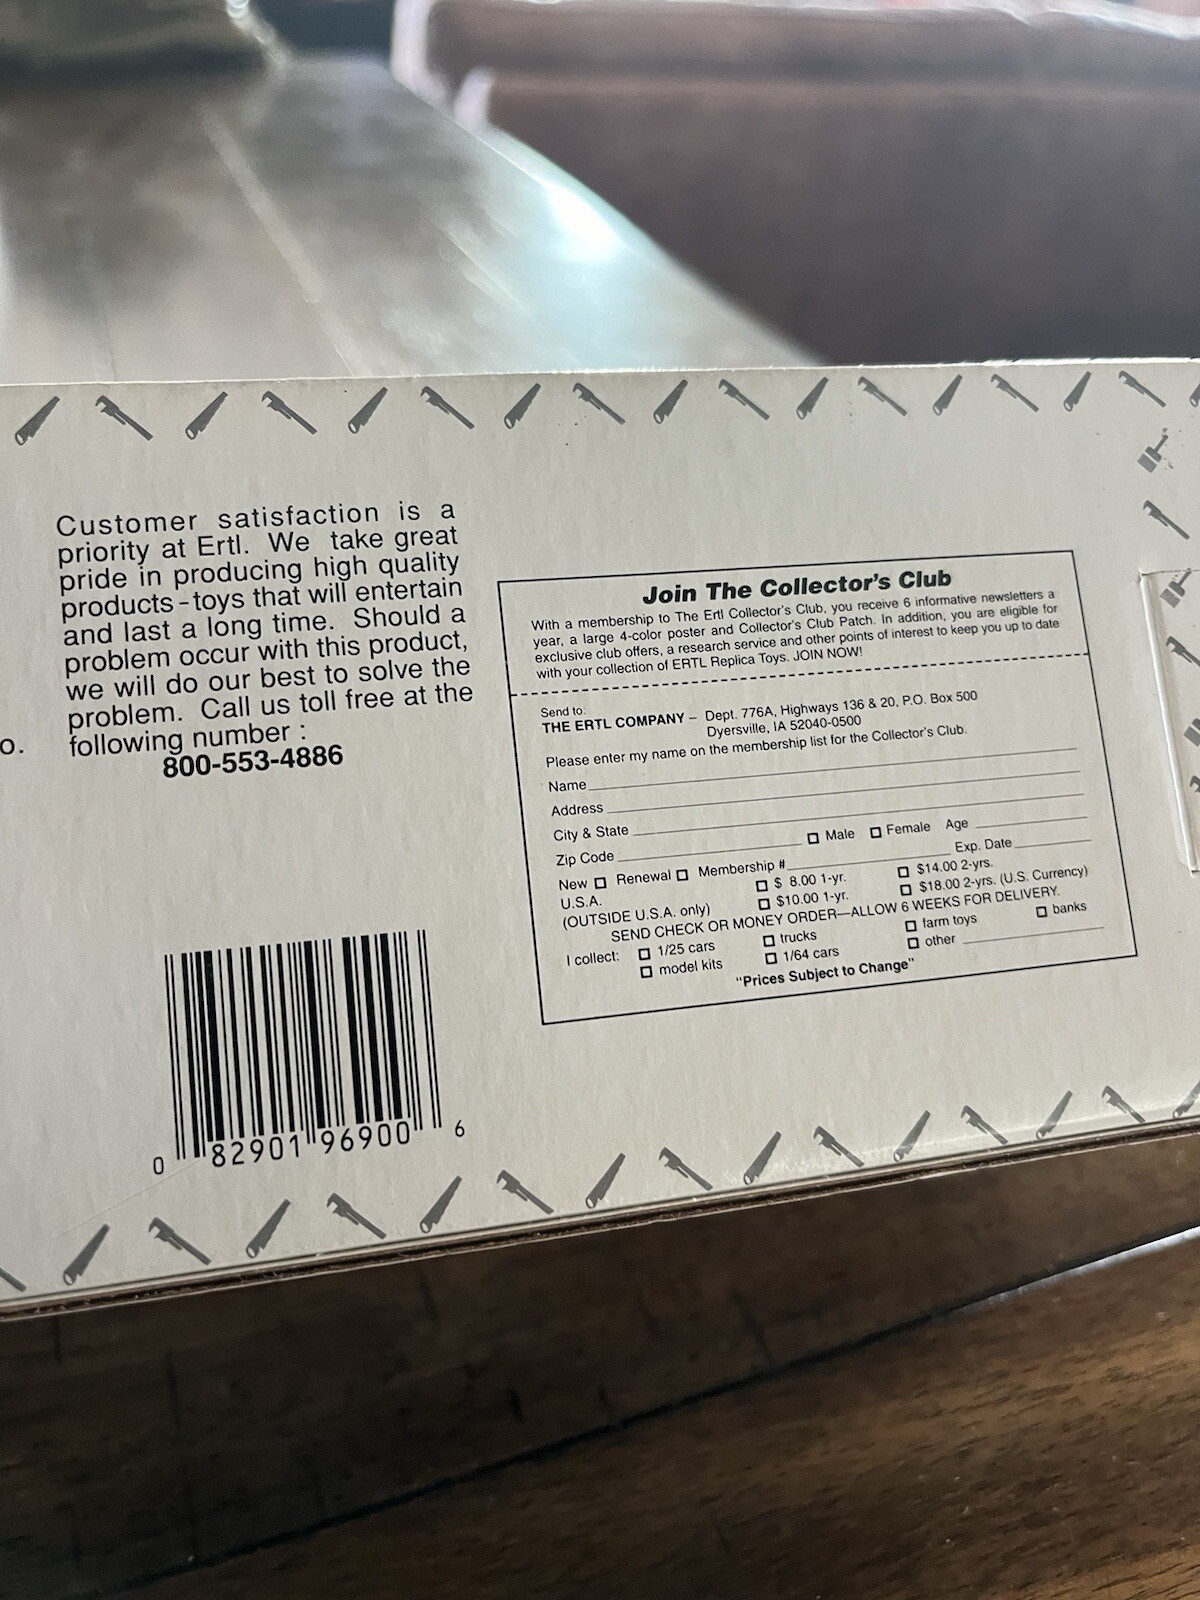 Customer satisfaction is a
priority at Ertl. We take great
pride in producing high quality
products-toys that will entertain
and last a long time. Should a
problem occur with this product,
we will do our best to solve the
problem. Call us toll free at the
following number :
800-553-4886
o.
0 82901 96900 6
Join The Collector's Club
With a membership to The Ertl Collector's Club, you receive 6 informative newsletters a
year, a large 4-color poster and Collector's Club Patch. In addition, you are eligible for
exclusive club offers, a research service and other points of interest to keep you up to date
with your collection of ERTL Replica Toys. JOIN NOW!
Send to:
THE ERTL COMPANY – Dept. 776A, Highways 136 & 20, P.O. Box 500
Dyersville, IA 52040-0500
Please enter my name on the membership list for the Collector's Club.
Name
Address
City & State
Zip Code Male Female Age
New Renewal Membership # Exp. Date
U.S.A. $ 8.00 1-yr. $14.00 2-yrs.
(OUTSIDE U.S.A. only) $10.00 1-yr. $18.00 2-yrs. (U.S. Currency)
SEND CHECK OR MONEY ORDER—ALLOW 6 WEEKS FOR DELIVERY.
I collect: 1/25 cars trucks farm toys banks
model kits 1/64 cars other
"Prices Subject to Change"